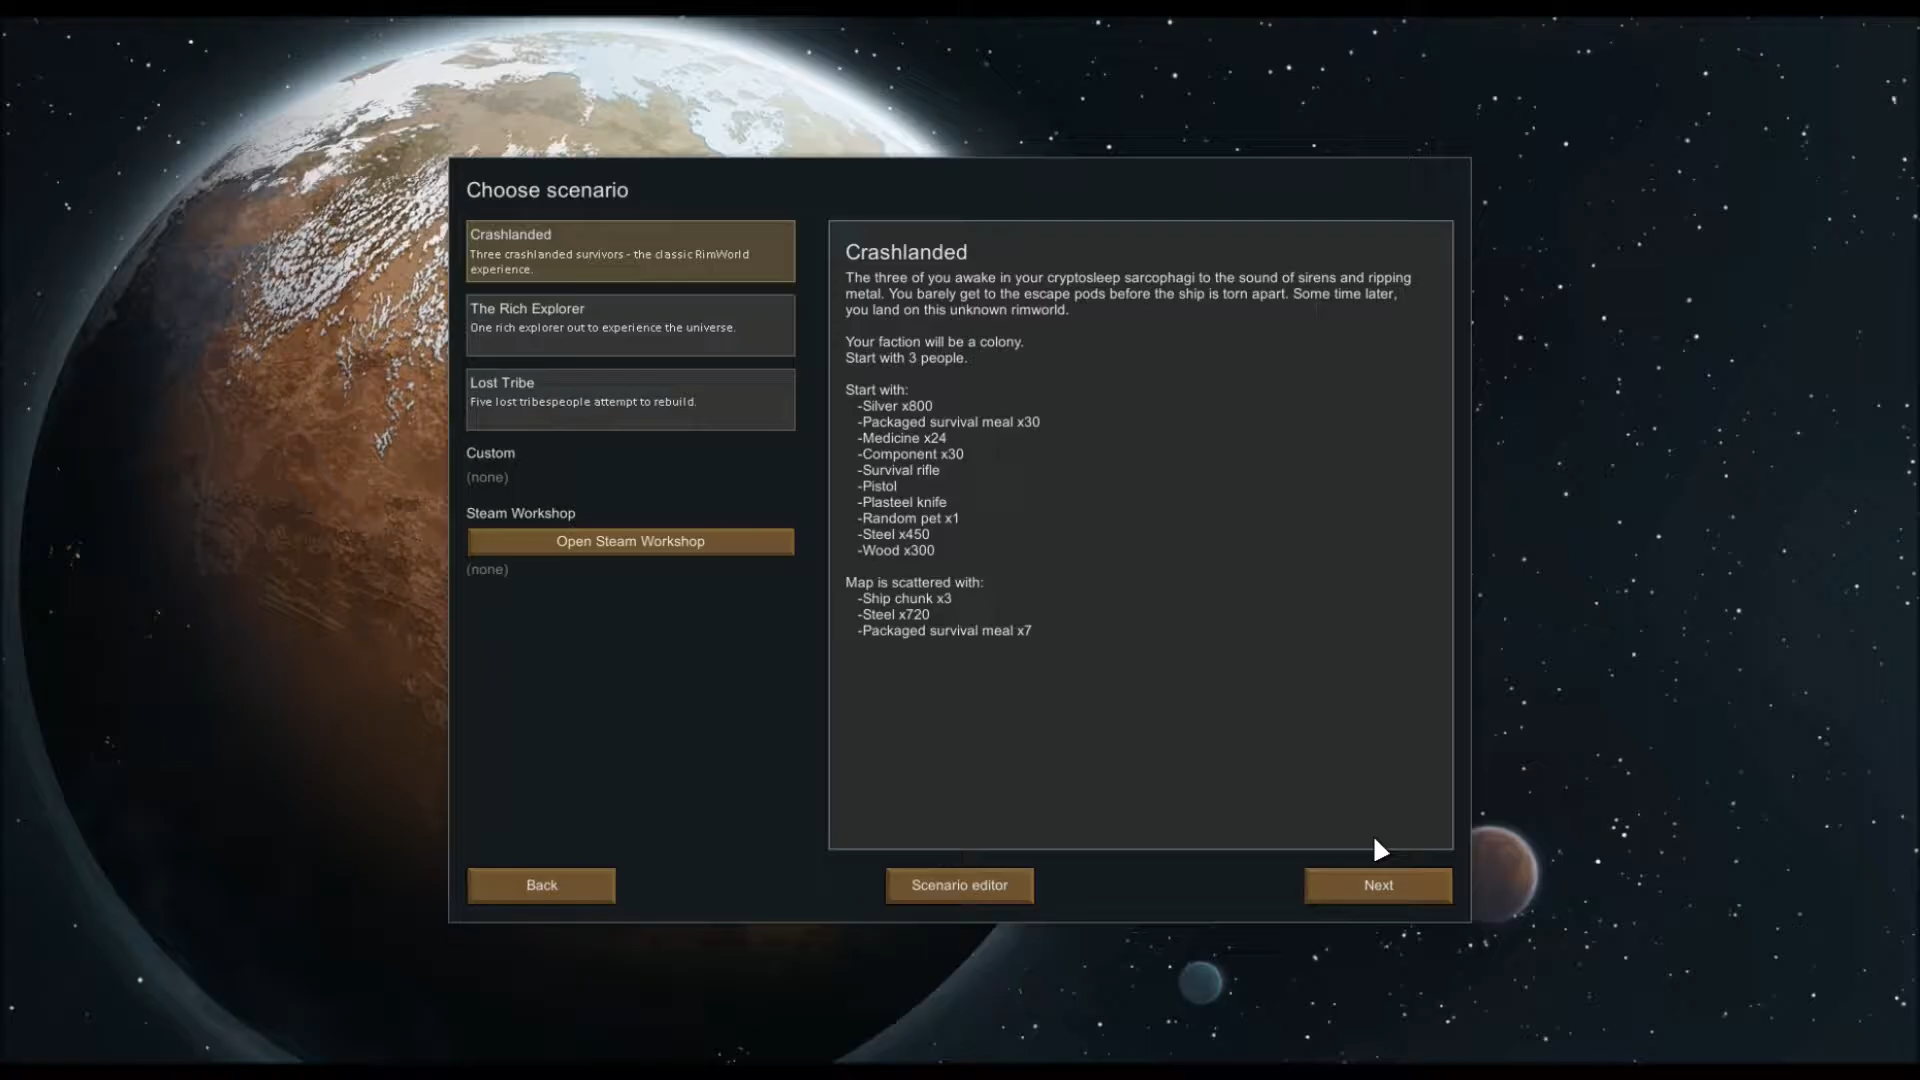 Choose scenario
Crashlanded
Three crashlanded survivors - the classic RimWorld
experience.
The Rich Explorer
One rich explorer out to experience the universe.
Lost Tribe
Five lost tribespeople attempt to rebuild.
Custom
(none)
Steam Workshop
Open Steam Workshop
(none)
Crashlanded
The three of you awake in your cryptosleep sarcophagi to the sound of sirens and ripping
metal. You barely get to the escape pods before the ship is torn apart. Some time later,
you land on this unknown rimworld.
Your faction will be a colony.
Start with 3 people.
Start with:
-Silver x800
-Packaged survival meal x30
-Medicine x24
-Component x30
-Survival rifle
-Pistol
-Plasteel knife
-Random pet x1
-Steel x450
-Wood x300
Map is scattered with:
-Ship chunk x3
-Steel x720
-Packaged survival meal x7
Back
Scenario editor
Next